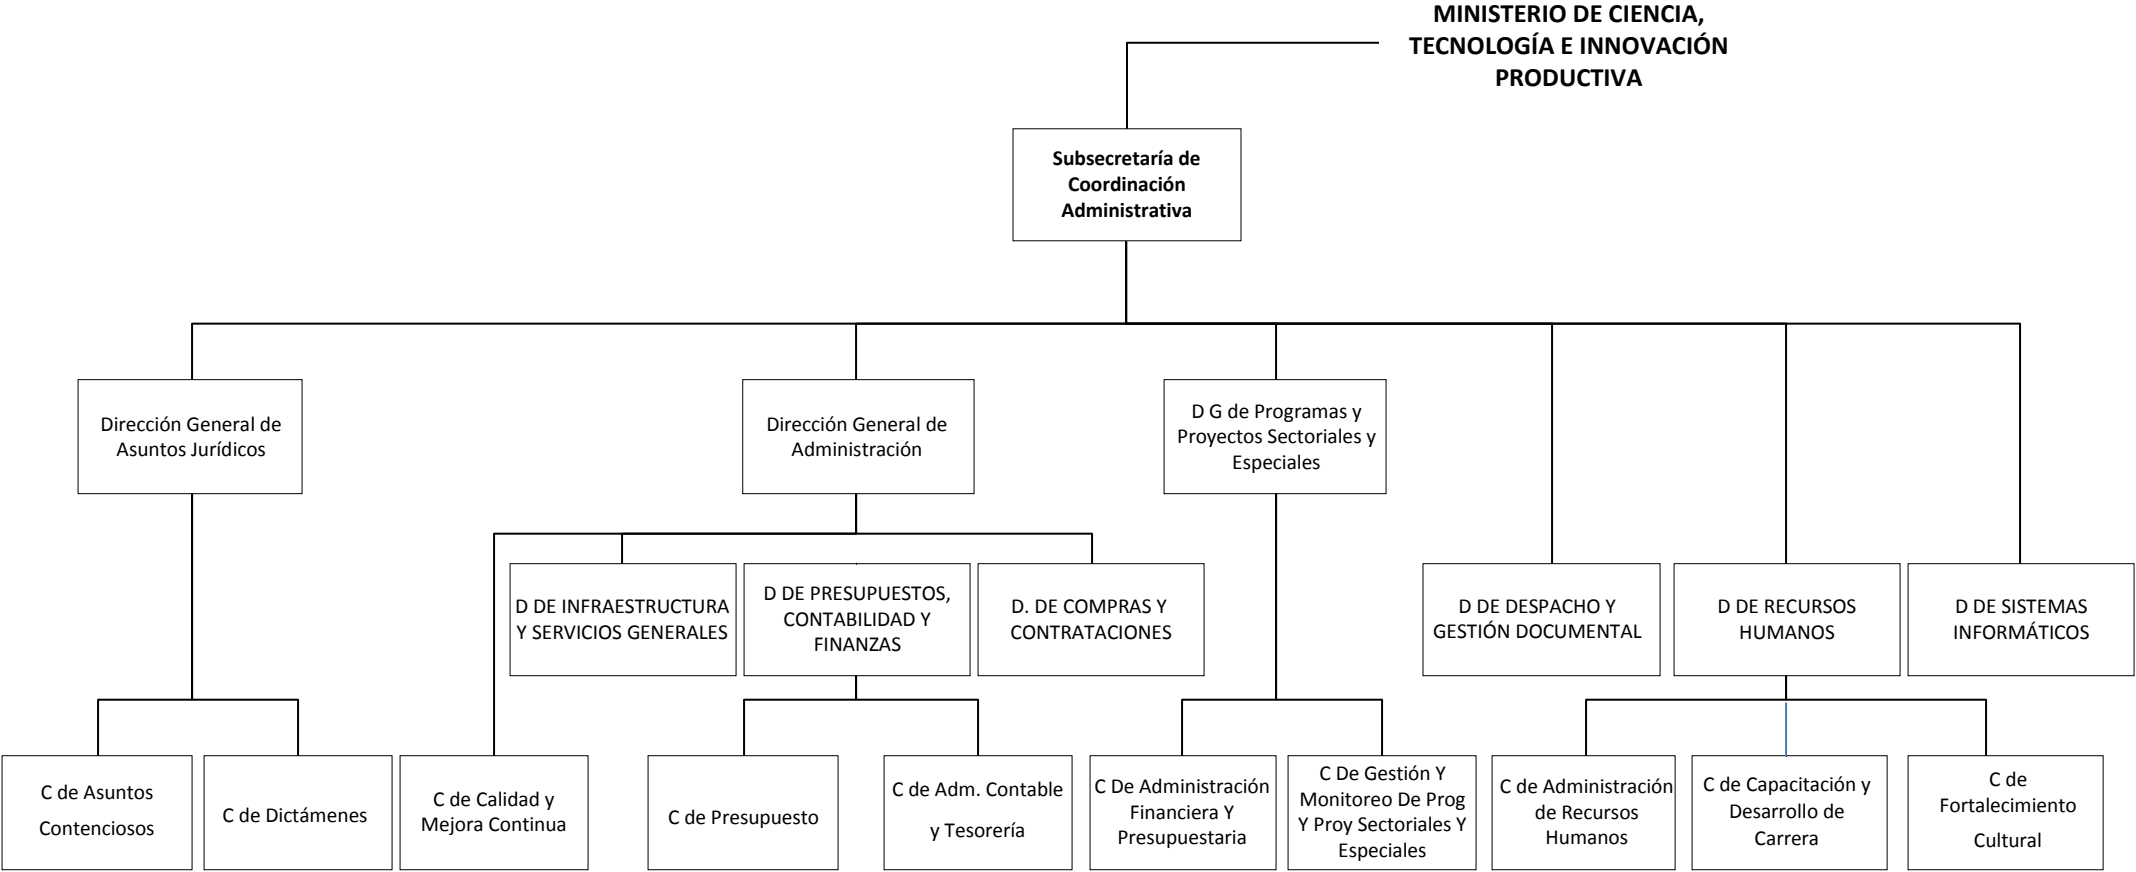 MINISTERIO DE CIENCIA,
TECNOLOGÍA E INNOVACIÓN
PRODUCTIVA
Subsecretaría de
Coordinación
Administrativa
Dirección General de
Asuntos Jurídicos
Dirección General de
Administración
D G de Programas y
Proyectos Sectoriales y
Especiales
D DE INFRAESTRUCTURA
Y SERVICIOS GENERALES
D DE PRESUPUESTOS,
CONTABILIDAD Y
FINANZAS
D. DE COMPRAS Y
CONTRATACIONES
D DE DESPACHO Y
GESTIÓN DOCUMENTAL
D DE RECURSOS
HUMANOS
D DE SISTEMAS
INFORMÁTICOS
C de Asuntos
Contenciosos
C de Dictámenes
C de Calidad y
Mejora Continua
C de Presupuesto
C de Adm. Contable
y Tesorería
C De Administración
Financiera Y
Presupuestaria
C De Gestión Y
Monitoreo De Prog
Y Proy Sectoriales Y
Especiales
C de Administración
de Recursos
Humanos
C de Capacitación y
Desarrollo de
Carrera
C de
Fortalecimiento
Cultural